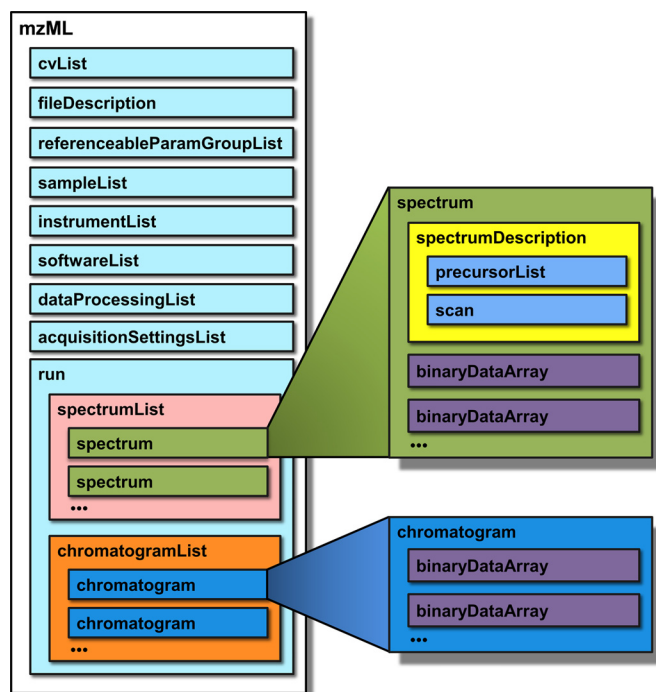 mzML
cvList
fileDescription
referenceableParamGroupList
sampleList
instrumentList
softwareList
dataProcessingList
acquisitionSettingsList
run
spectrumList
spectrum
spectrum
...
chromatogramList
chromatogram
chromatogram
...
spectrum
spectrumDescription
precursorList
scan
binaryDataArray
binaryDataArray
...
chromatogram
binaryDataArray
binaryDataArray
...